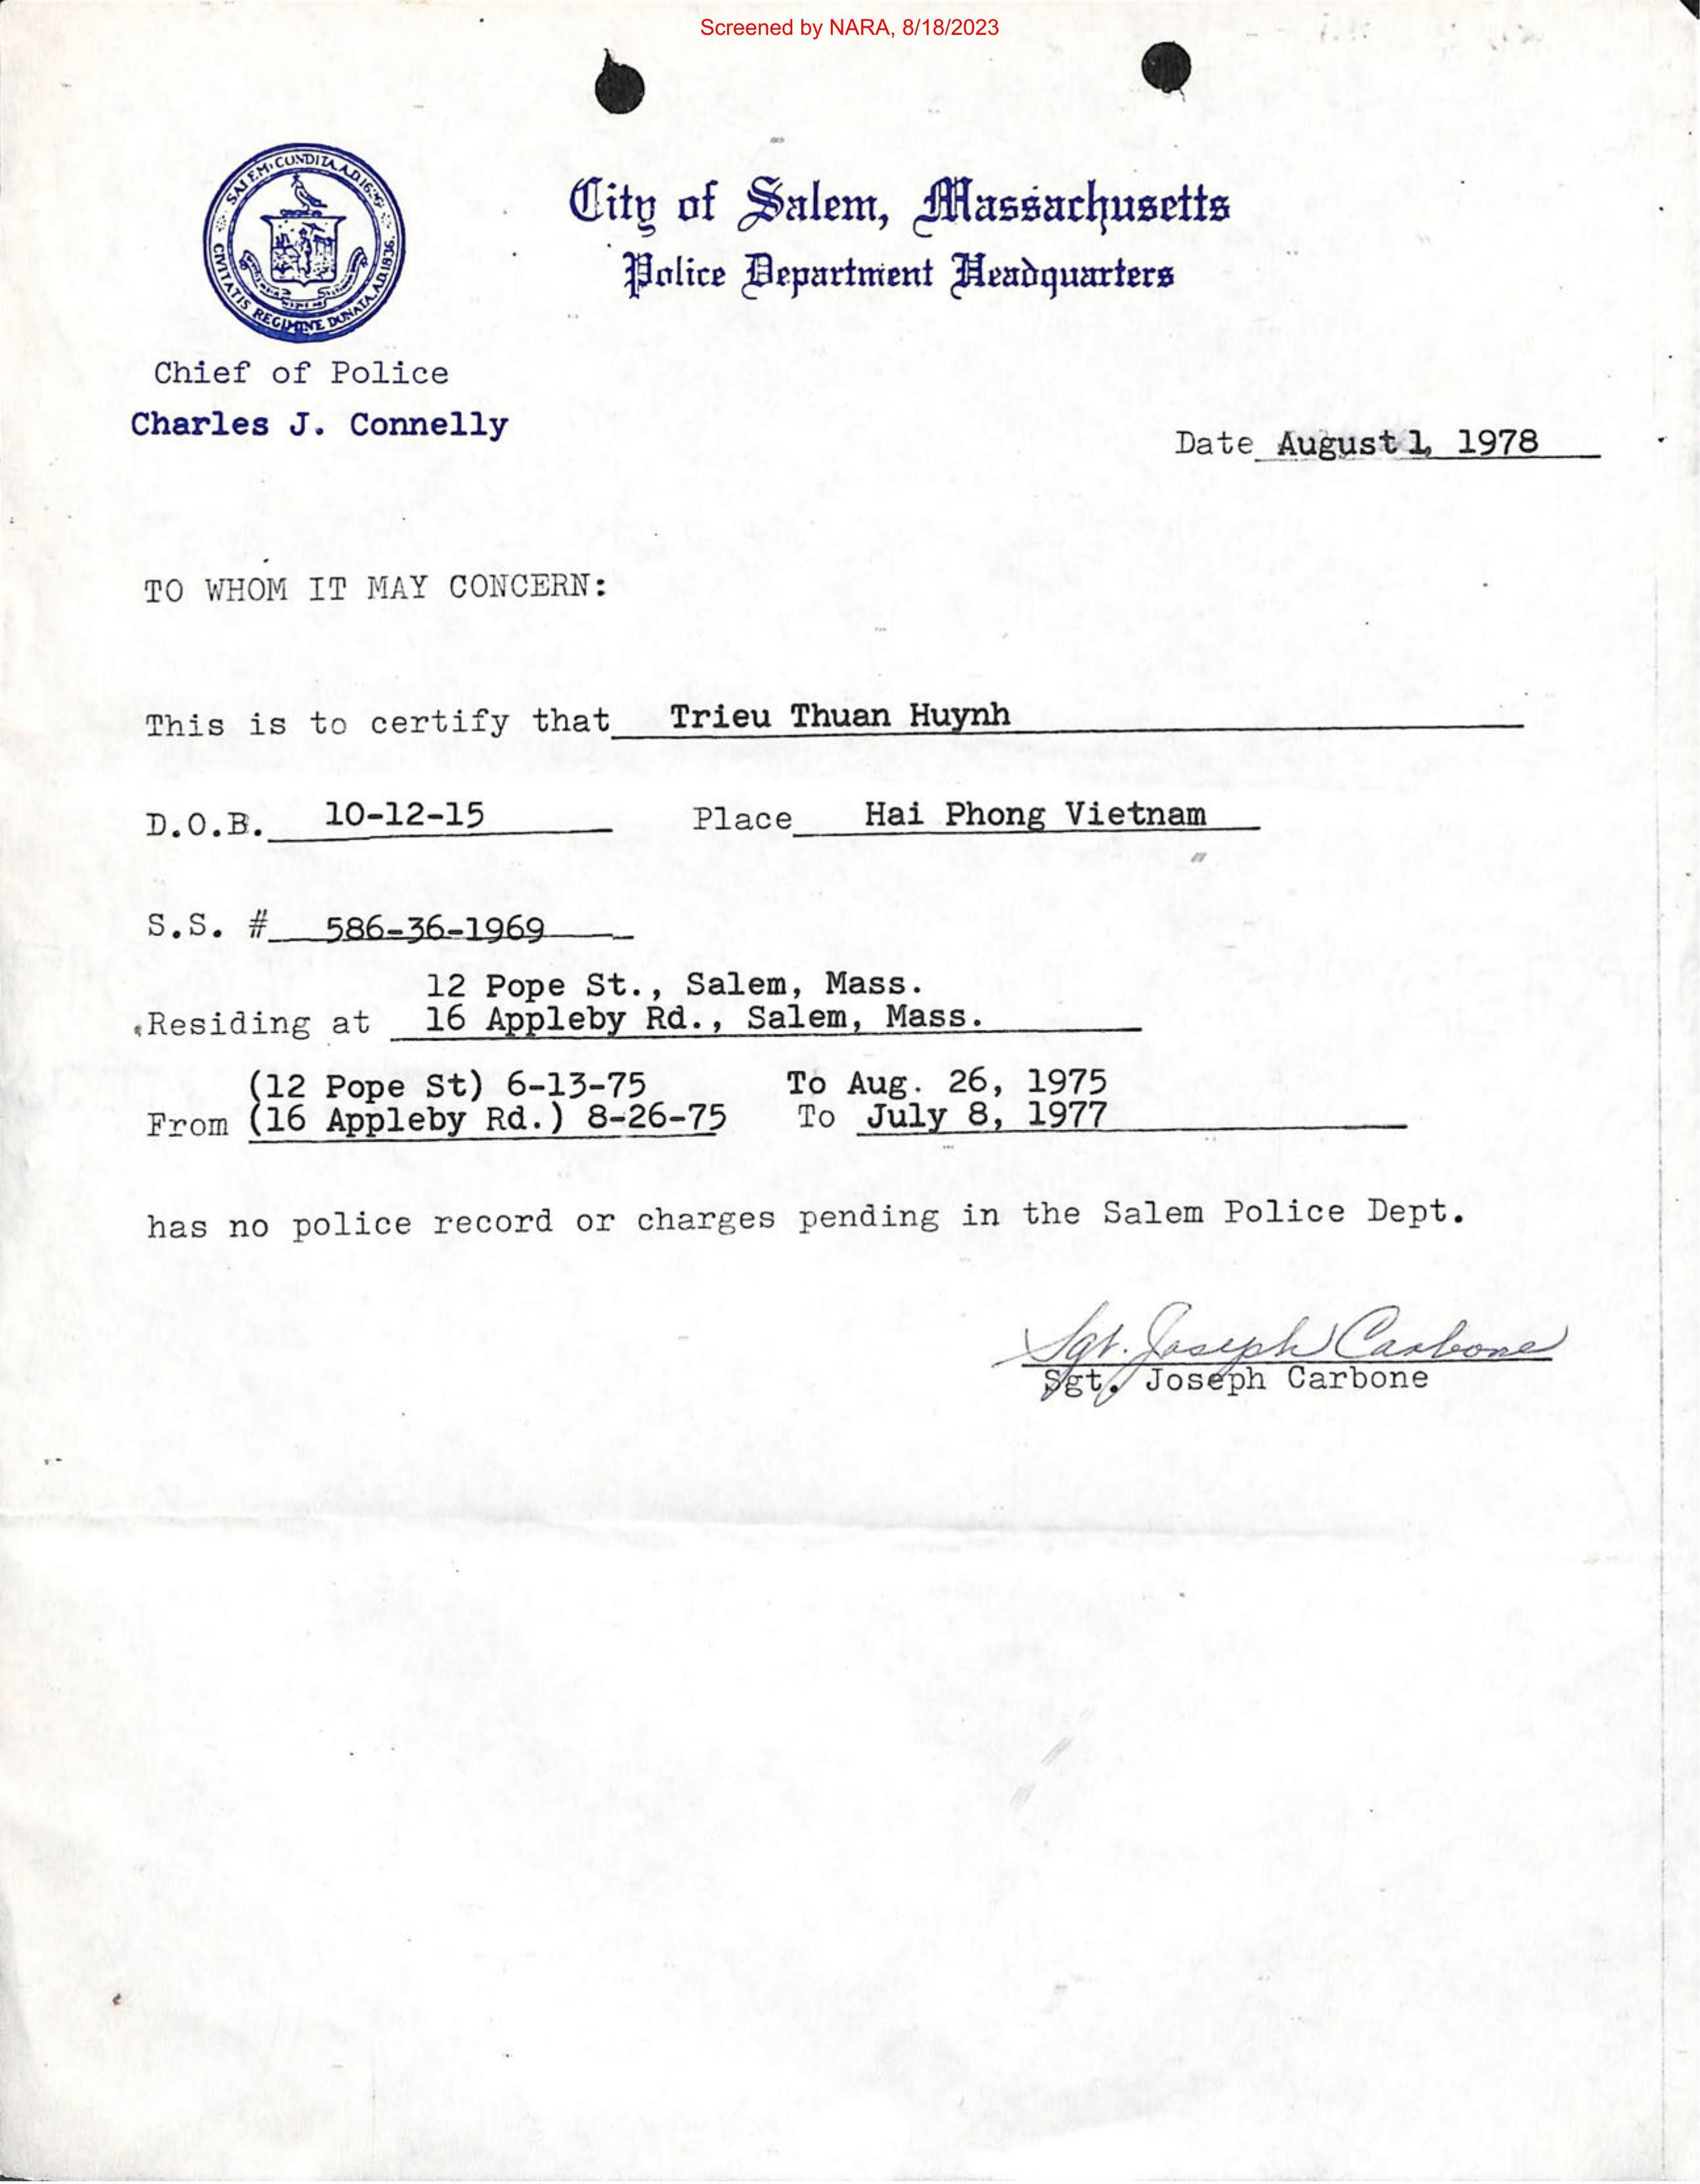 Screened by NARA, 8/18/2023
SALEM CONDITA A.D. 1626
CIVITATIS REGIMINE DONATA A.D. 1836.
City of Salem, Massachusetts
Police Department Headquarters
Chief of Police
Charles J. Connelly
Date August 1, 1978
TO WHOM IT MAY CONCERN:
This is to certify that Trieu Thuan Huynh
D.O.B. 10-12-15 Place Hai Phong Vietnam
S.S. # 586-36-1969
12 Pope St., Salem, Mass.
Residing at 16 Appleby Rd., Salem, Mass.
(12 Pope St) 6-13-75 To Aug. 26, 1975
From (16 Appleby Rd.) 8-26-75 To July 8, 1977
has no police record or charges pending in the Salem Police Dept.
Sgt. Joseph Carbone
Sgt. Joseph Carbone